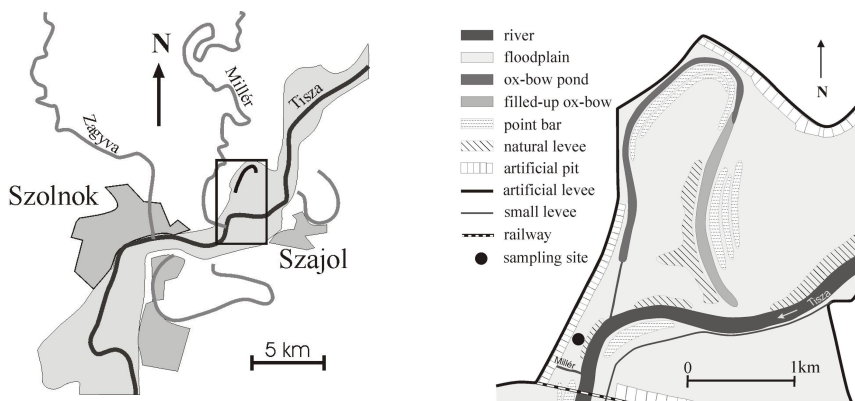 N
Millér
Tisza
Zagyva
Szolnok
Szajol
5 km
river
floodplain
ox-bow pond
filled-up ox-bow
point bar
natural levee
artificial pit
artificial levee
small levee
railway
sampling site
N
Tisza
Millér
0 1km